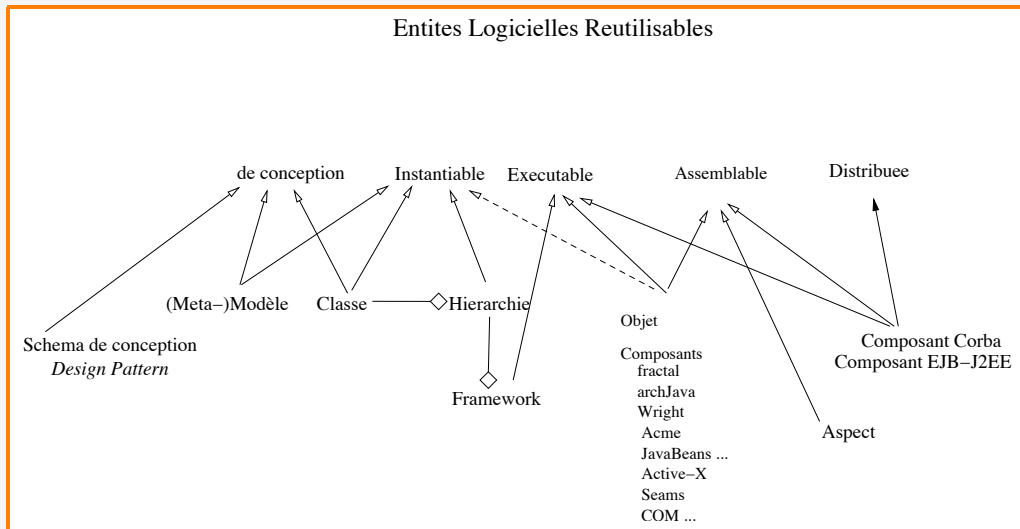 Entites Logicielles Reutilisables
de conception
Instantiable
Executable
Assemblable
Distribuee
(Meta−)Modèle
Classe
Hierarchie
Objet
Schema de conception
Design Pattern
Composant Corba
Composant EJB−J2EE
Framework
Composants
fractal
archJava
Wright
Acme
JavaBeans ...
Active−X
Seams
COM ...
Aspect